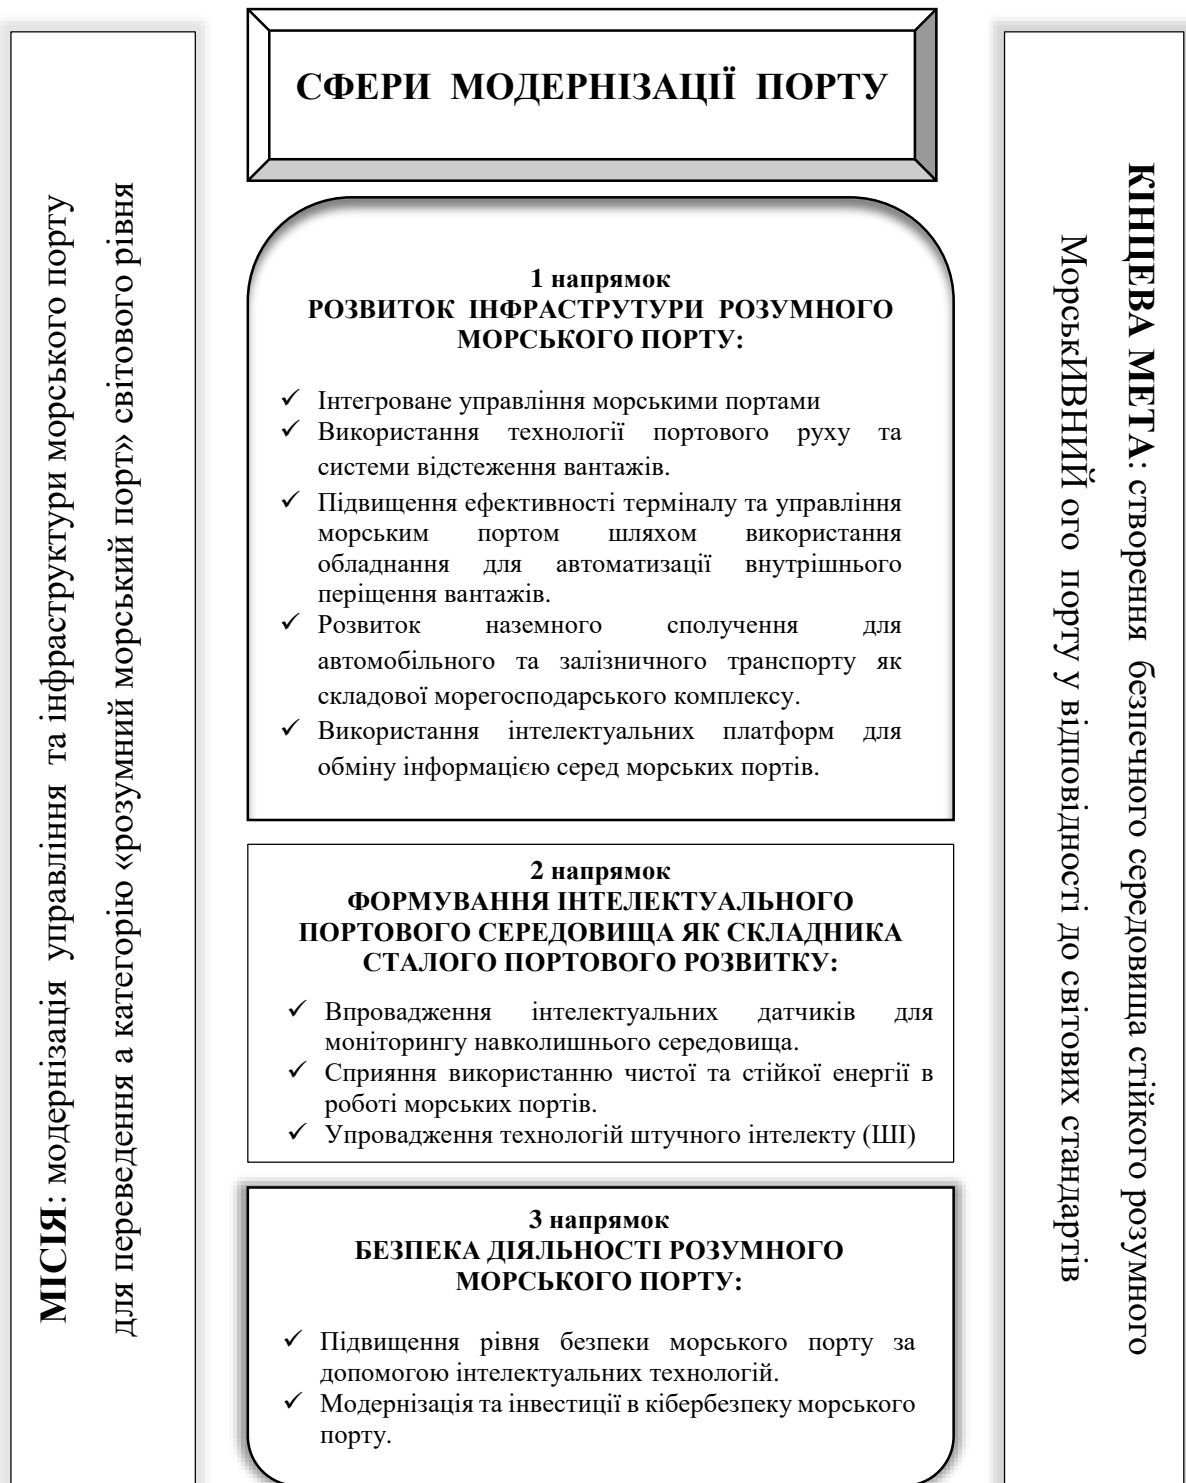 МІСІЯ: модернізація управління та інфраструктури морського порту
для переведення а категорію «розумний морський порт» світового рівня
СФЕРИ МОДЕРНІЗАЦІЇ ПОРТУ
1 напрямок
РОЗВИТОК ІНФРАСТРУТУРИ РОЗУМНОГО
МОРСЬКОГО ПОРТУ:
✓ Інтегроване управління морськими портами
✓ Використання технології портового руху та
системи відстеження вантажів.
✓ Підвищення ефективності терміналу та управління
морським портом шляхом використання
обладнання для автоматизації внутрішнього
періщення вантажів.
✓ Розвиток наземного сполучення для
автомобільного та залізничного транспорту як
складової морегосподарського комплексу.
✓ Використання інтелектуальних платформ для
обміну інформацією серед морських портів.
2 напрямок
ФОРМУВАННЯ ІНТЕЛЕКТУАЛЬНОГО
ПОРТОВОГО СЕРЕДОВИЩА ЯК СКЛАДНИКА
СТАЛОГО ПОРТОВОГО РОЗВИТКУ:
✓ Впровадження інтелектуальних датчиків для
моніторингу навколишнього середовища.
✓ Сприяння використанню чистої та стійкої енергії в
роботі морських портів.
✓ Упровадження технологій штучного інтелекту (ШІ)
3 напрямок
БЕЗПЕКА ДІЯЛЬНОСТІ РОЗУМНОГО
МОРСЬКОГО ПОРТУ:
✓ Підвищення рівня безпеки морського порту за
допомогою інтелектуальних технологій.
✓ Модернізація та інвестиції в кібербезпеку морського
порту.
КІНЦЕВА МЕТА: створення безпечного середовища стійкого розумного
МорськИВНИЙ ого порту у відповідності до світових стандартів